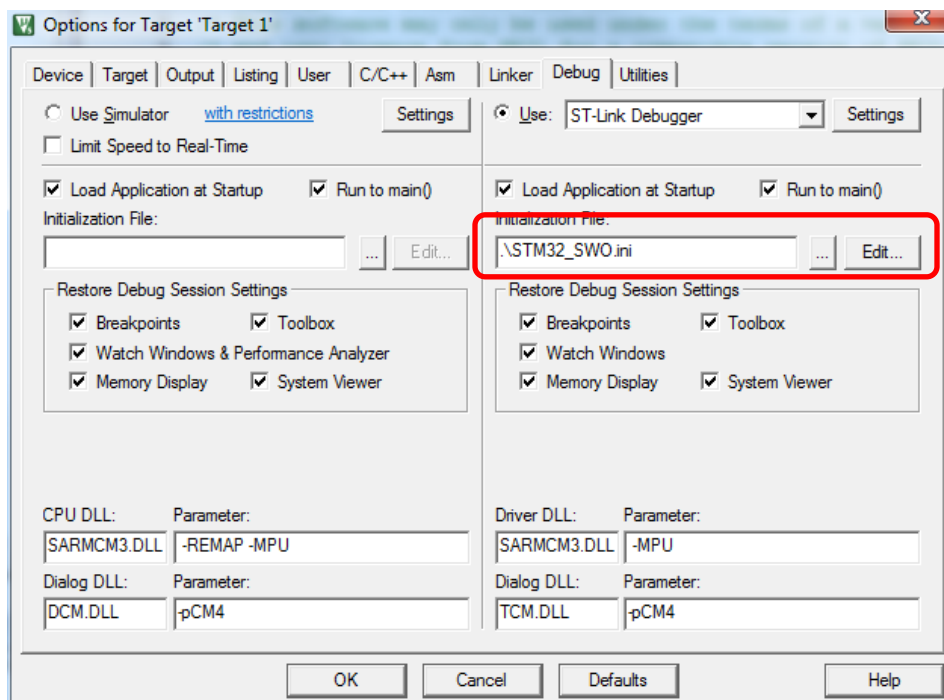 Options for Target 'Target 1'
Device Target Output Listing User C/C++ Asm Linker Debug Utilities
Use Simulator with restrictions Settings
Limit Speed to Real-Time
Use: ST-Link Debugger Settings
Load Application at Startup Run to main()
Initialization File:
... Edit...
Load Application at Startup Run to main()
Initialization File:
.\STM32_SWO.ini ... Edit...
Restore Debug Session Settings
Breakpoints Toolbox
Watch Windows & Performance Analyzer
Memory Display System Viewer
Restore Debug Session Settings
Breakpoints Toolbox
Watch Windows
Memory Display System Viewer
CPU DLL: Parameter:
SARMCM3.DLL -REMAP -MPU
Dialog DLL: Parameter:
DCM.DLL -pCM4
Driver DLL: Parameter:
SARMCM3.DLL -MPU
Dialog DLL: Parameter:
TCM.DLL -pCM4
OK Cancel Defaults Help